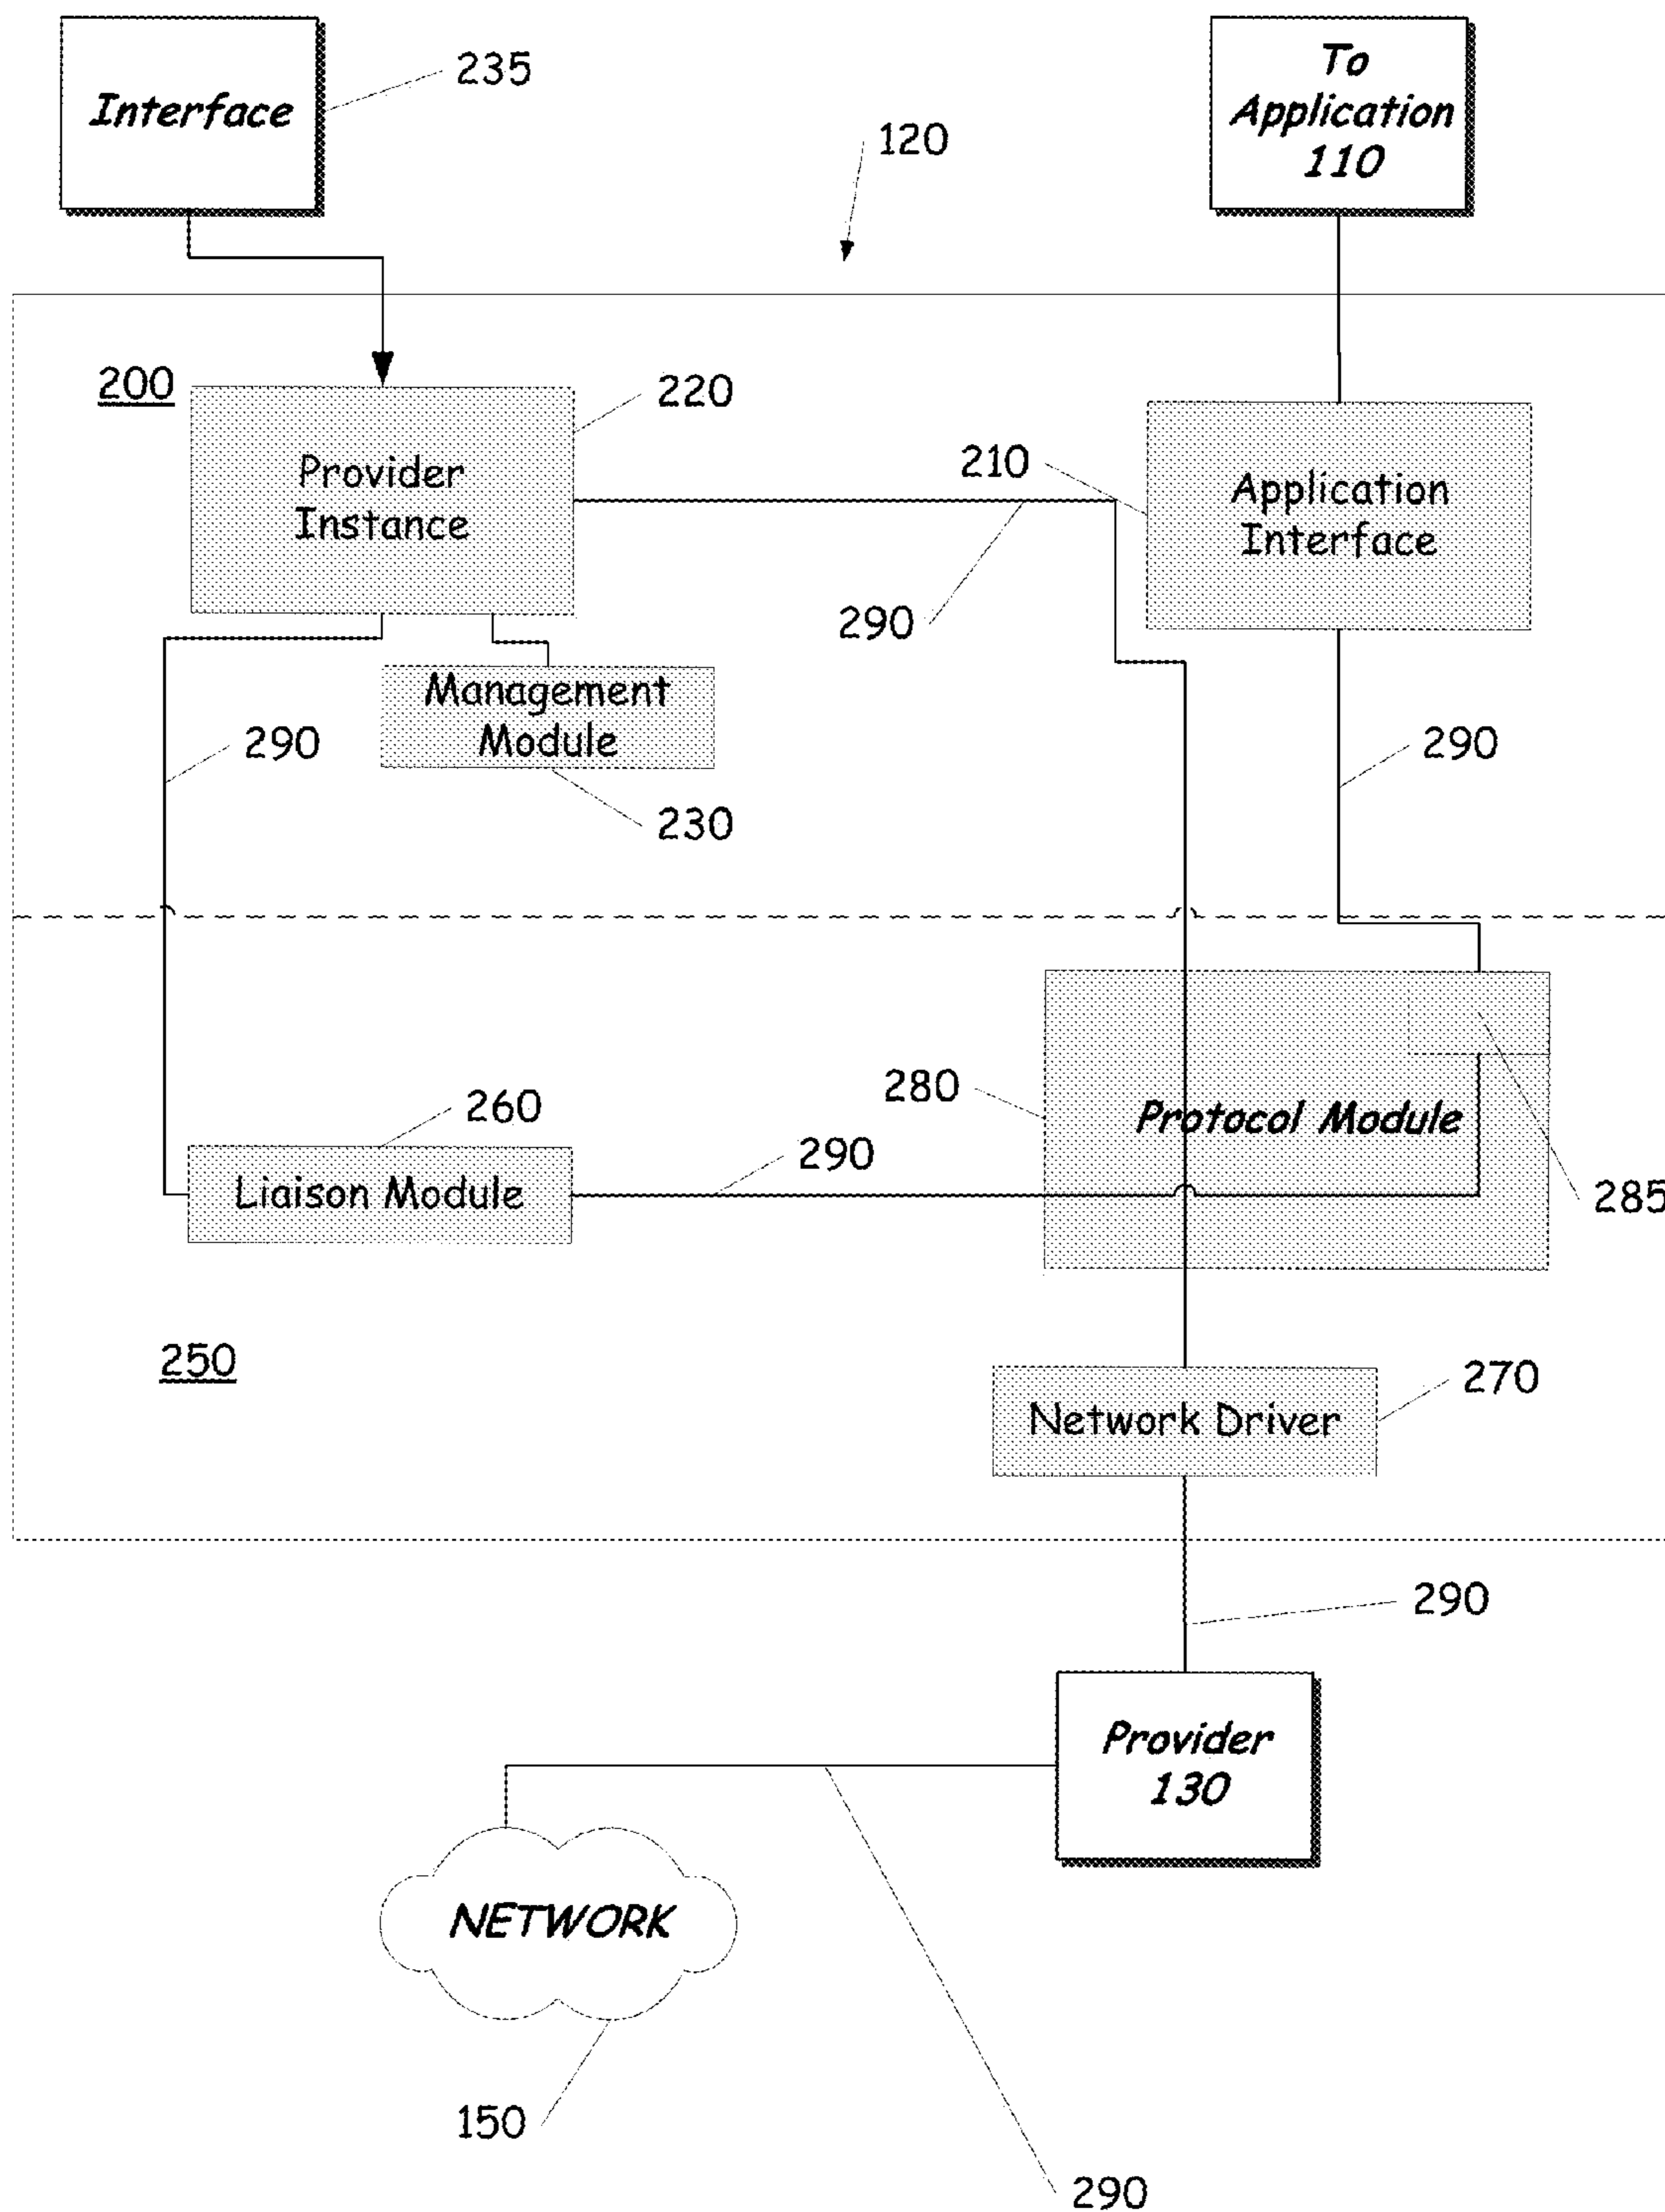 Interface
235
To
Application
110
120
200
220
Provider
Instance
210
Application
Interface
290
Management
Module
290
290
230
260
280
Protocol Module
290
Liaison Module
285
250
270
Network Driver
290
Provider
130
NETWORK
150
290